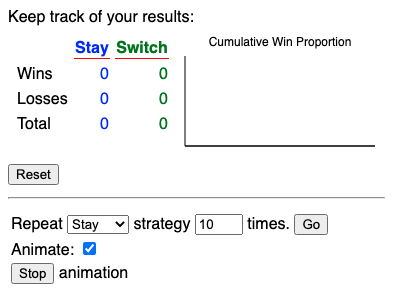 Keep track of your results:
Stay Switch
Cumulative Win Proportion
Wins 0 0
Losses 0 0
Total 0 0
Reset
Repeat Stay strategy 10 times. Go
Animate:
Stop animation